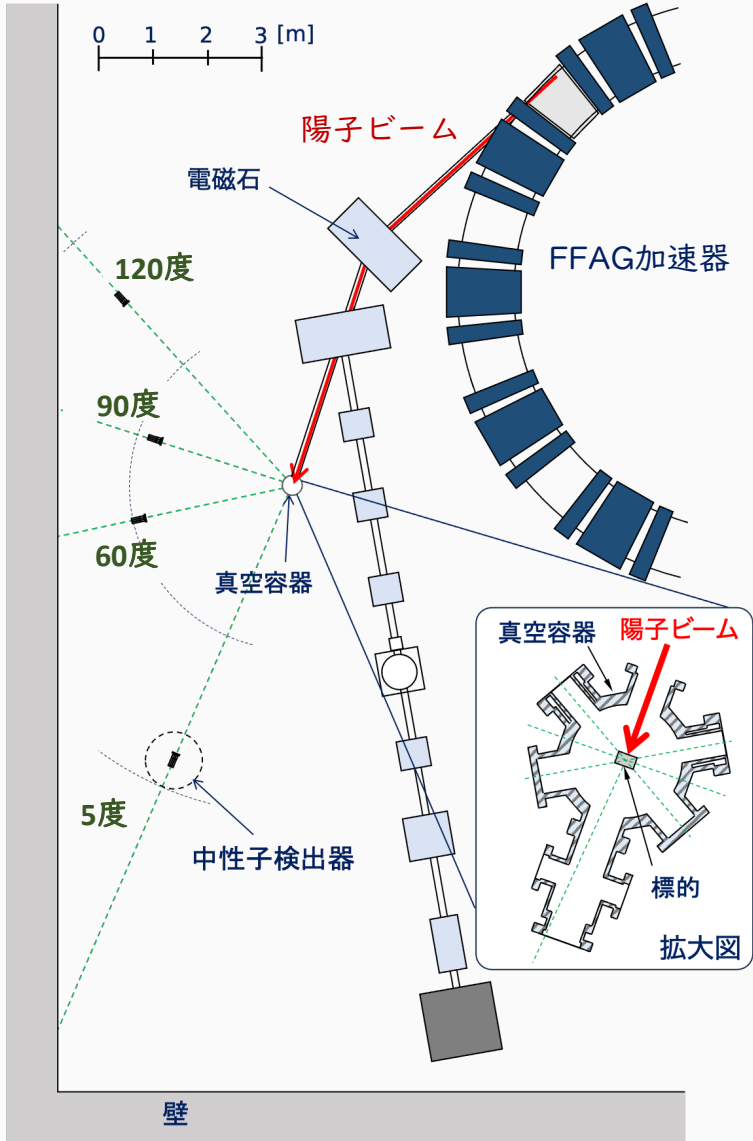 0 1 2 3 [m]
陽子ビーム
電磁石
FFAG加速器
120度
90度
60度
真空容器
5度
中性子検出器
真空容器
陽子ビーム
標的
拡大図
壁